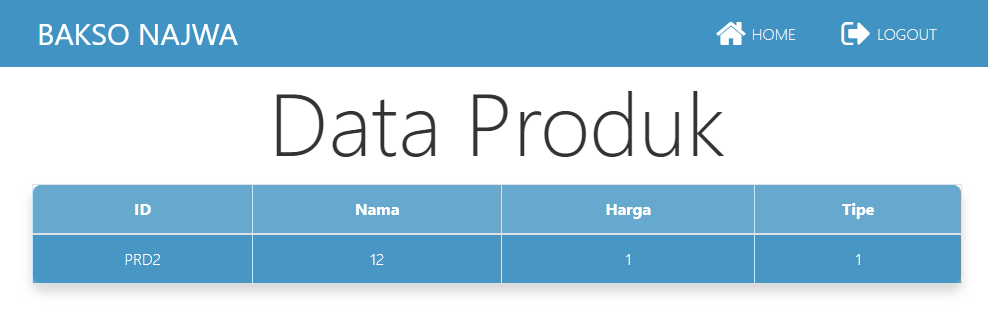 BAKSO NAJWA HOME LOGOUT
Data Produk
ID Nama Harga Tipe
PRD2 12 1 1